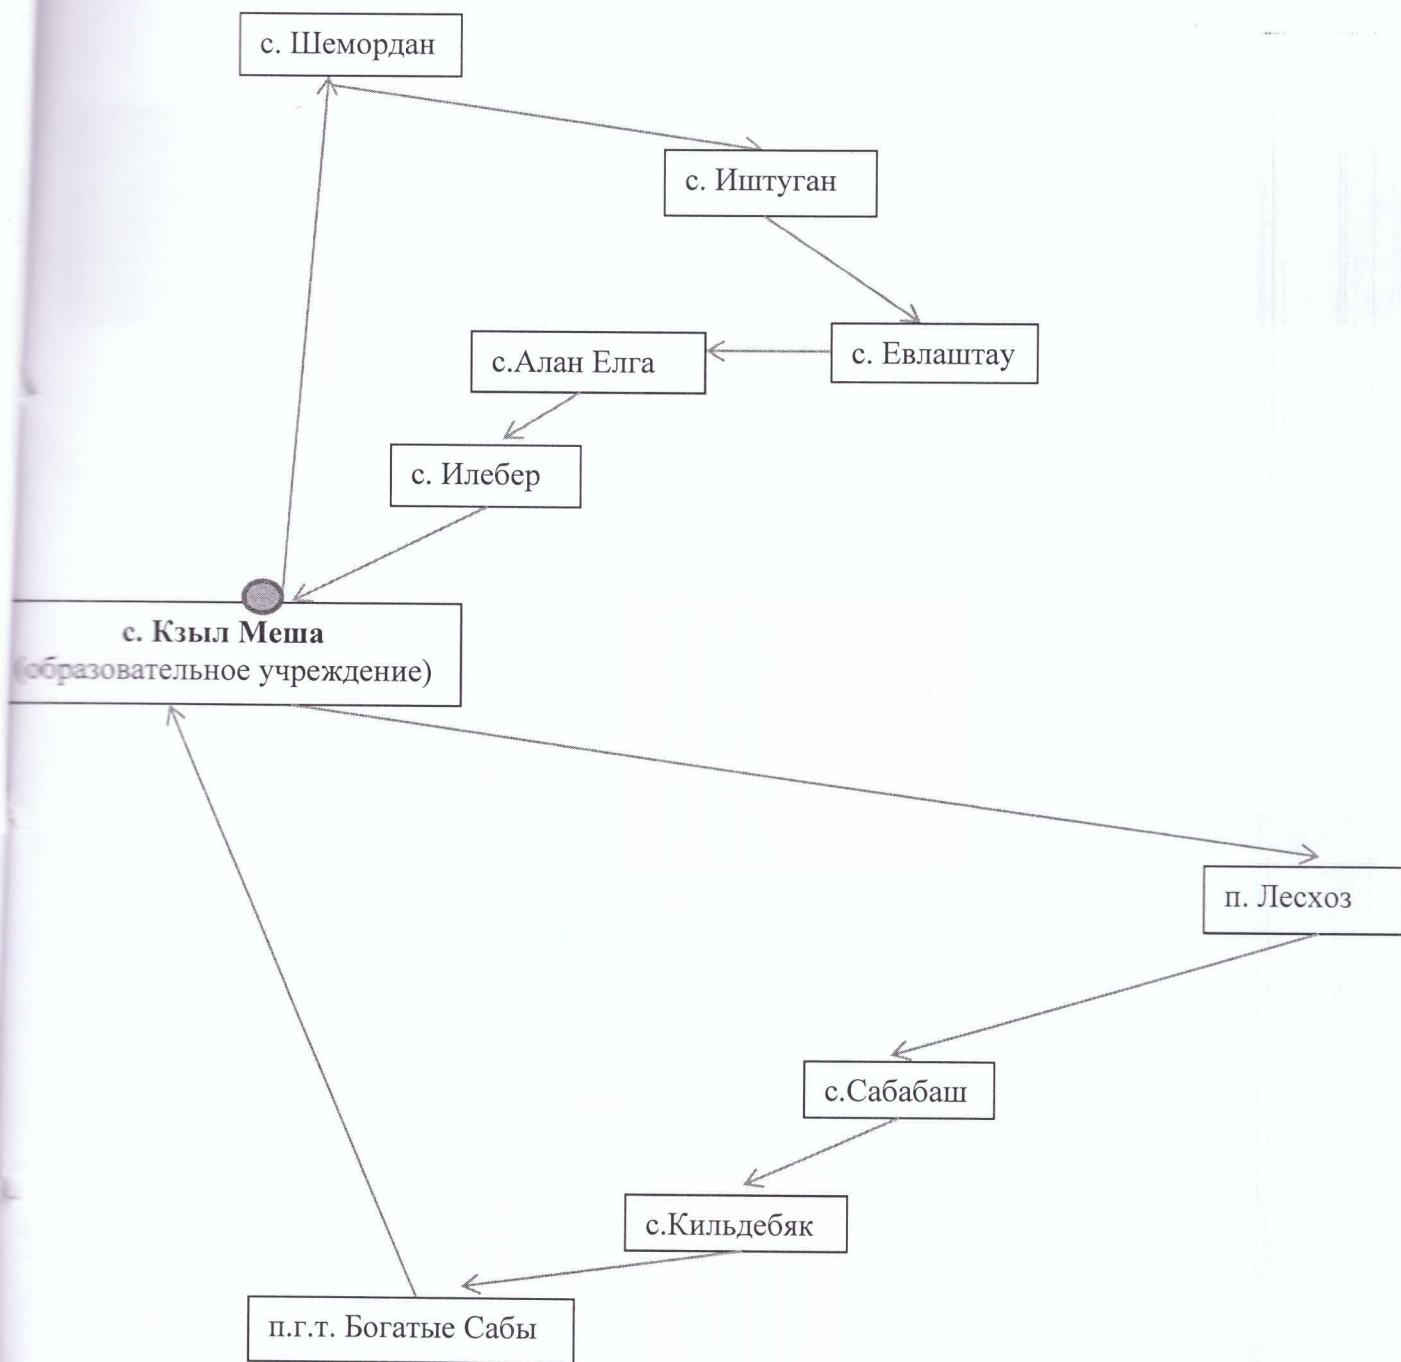 с. Шемордан
с. Иштуган
с. Евлаштау
с.Алан Елга
с. Илебер
с. Кзыл Меша
(образовательное учреждение)
п. Лесхоз
с.Сабабаш
с.Кильдебяк
п.г.т. Богатые Сабы